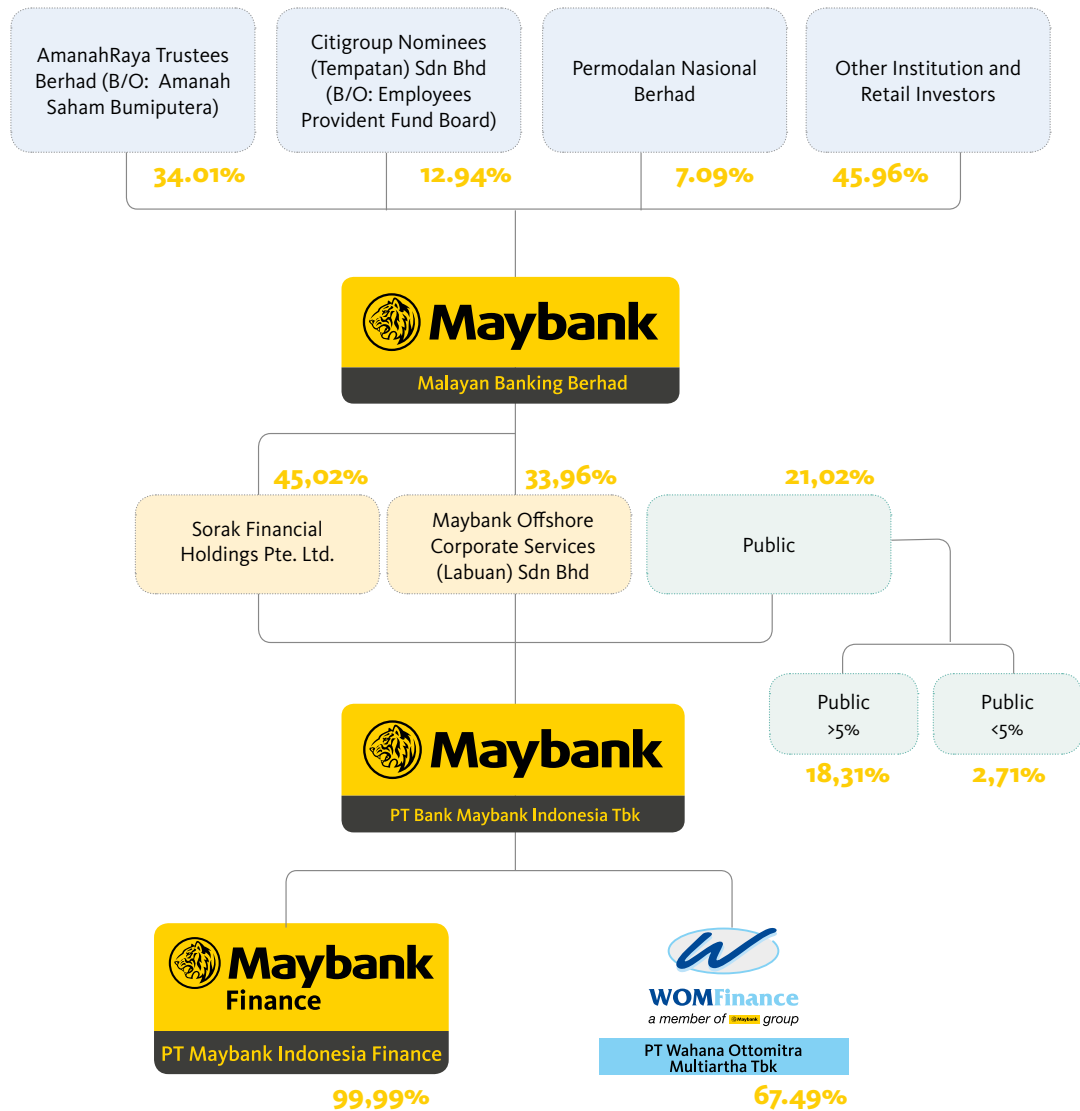 AmanahRaya Trustees
Berhad (B/O: Amanah
Saham Bumiputera)
34.01%
Citigroup Nominees
(Tempatan) Sdn Bhd
(B/O: Employees
Provident Fund Board)
12.94%
Permodalan Nasional
Berhad
7.09%
Other Institution and
Retail Investors
45.96%
Maybank
Malayan Banking Berhad
45,02%
Sorak Financial
Holdings Pte. Ltd.
33,96%
Maybank Offshore
Corporate Services
(Labuan) Sdn Bhd
21,02%
Public
Public
>5%
18,31%
Public
<5%
2,71%
Maybank
PT Bank Maybank Indonesia Tbk
Maybank
Finance
PT Maybank Indonesia Finance
99,99%
W
WOMFinance
a member of Maybank group
PT Wahana Ottomitra
Multiartha Tbk
67.49%